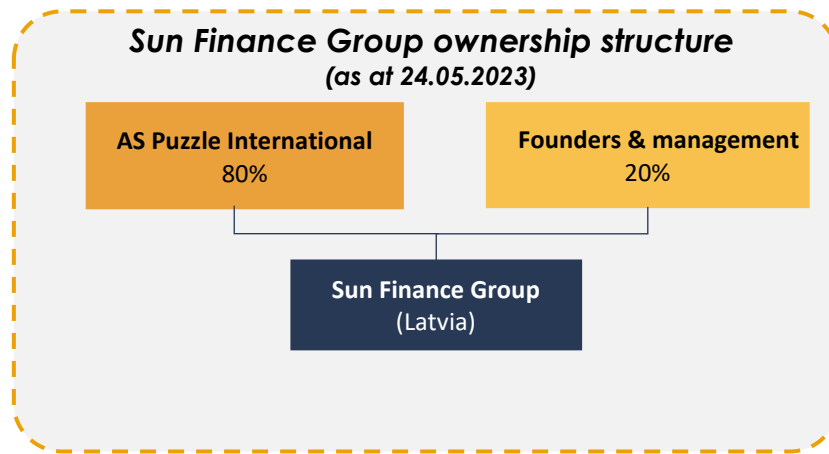 Sun Finance Group ownership structure
(as at 24.05.2023)
AS Puzzle International
80%
Founders & management
20%
Sun Finance Group
(Latvia)